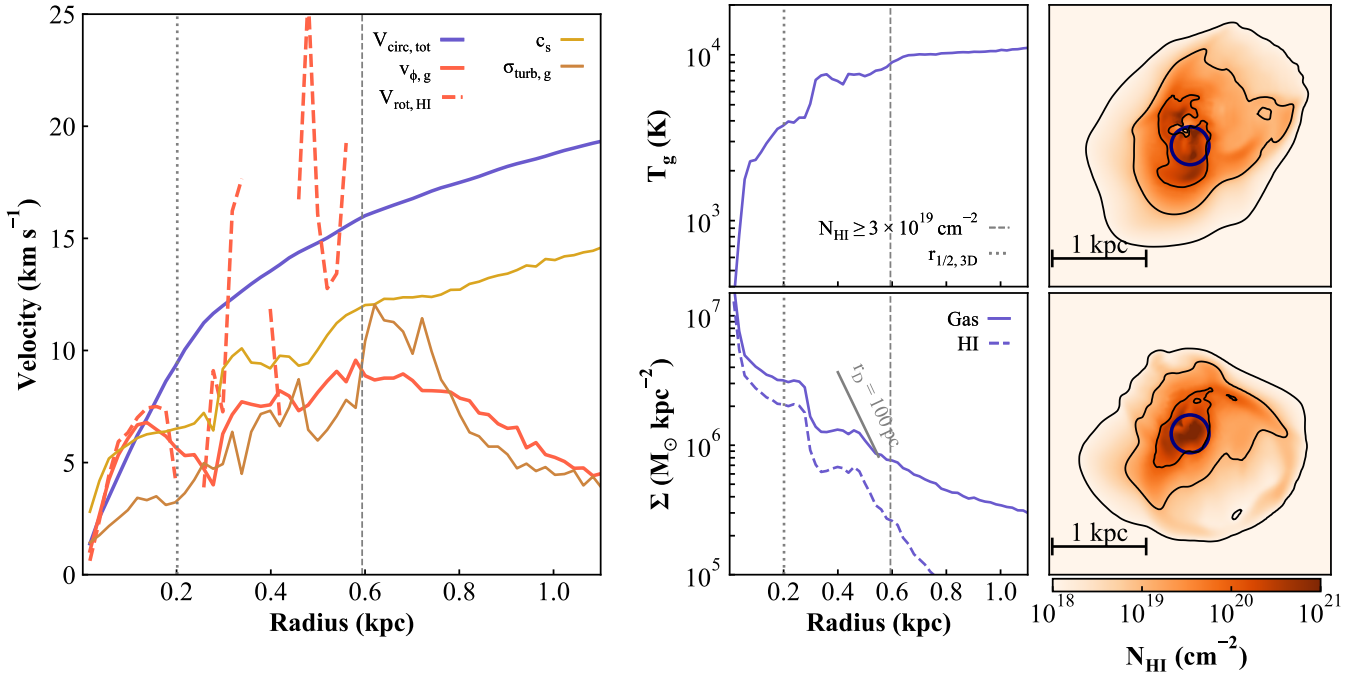 25
20
15
10
5
0
Velocity (km s⁻¹)
V_circ, tot
v_ϕ, g
V_rot, HI
c_s
σ_turb, g
0.2
0.4
0.6
0.8
1.0
Radius (kpc)
10⁴
10³
T_g (K)
N_HI ≥ 3 × 10¹⁹ cm⁻²
r_1/2, 3D
10⁷
10⁶
10⁵
Σ (M_⊙ kpc⁻²)
Gas
HI
r_D = 100 pc
0.2
0.4
0.6
0.8
1.0
Radius (kpc)
1 kpc
1 kpc
10¹⁸
10¹⁹
10²⁰
10²¹
N_HI (cm⁻²)